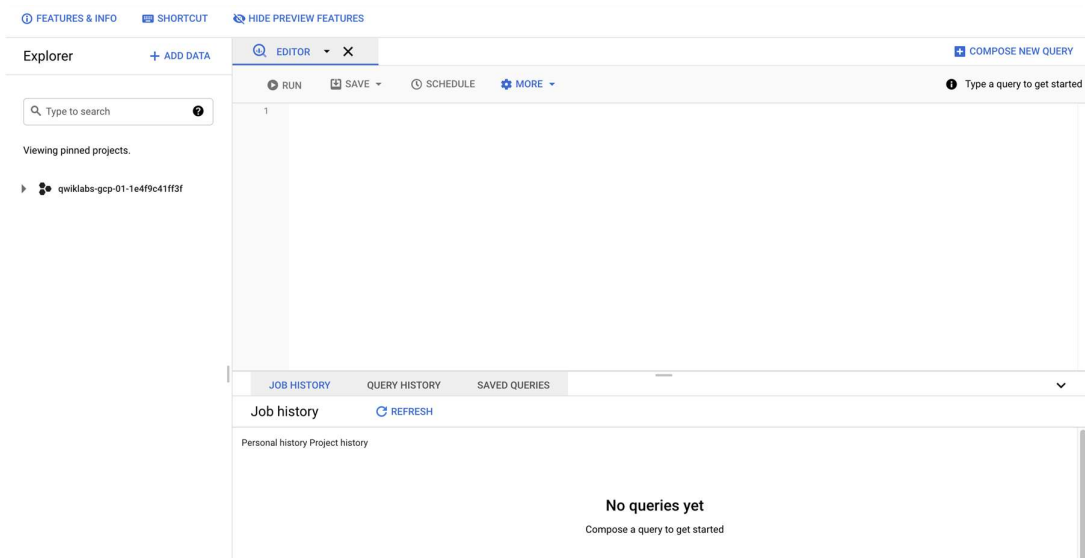 FEATURES & INFO SHORTCUT HIDE PREVIEW FEATURES
Explorer + ADD DATA
Type to search
Viewing pinned projects.
qwiklabs-gcp-01-1e4f9c41ff3f
EDITOR COMPOSE NEW QUERY
RUN SAVE SCHEDULE MORE Type a query to get started
1
JOB HISTORY QUERY HISTORY SAVED QUERIES
Job history REFRESH
Personal history Project history
No queries yet
Compose a query to get started